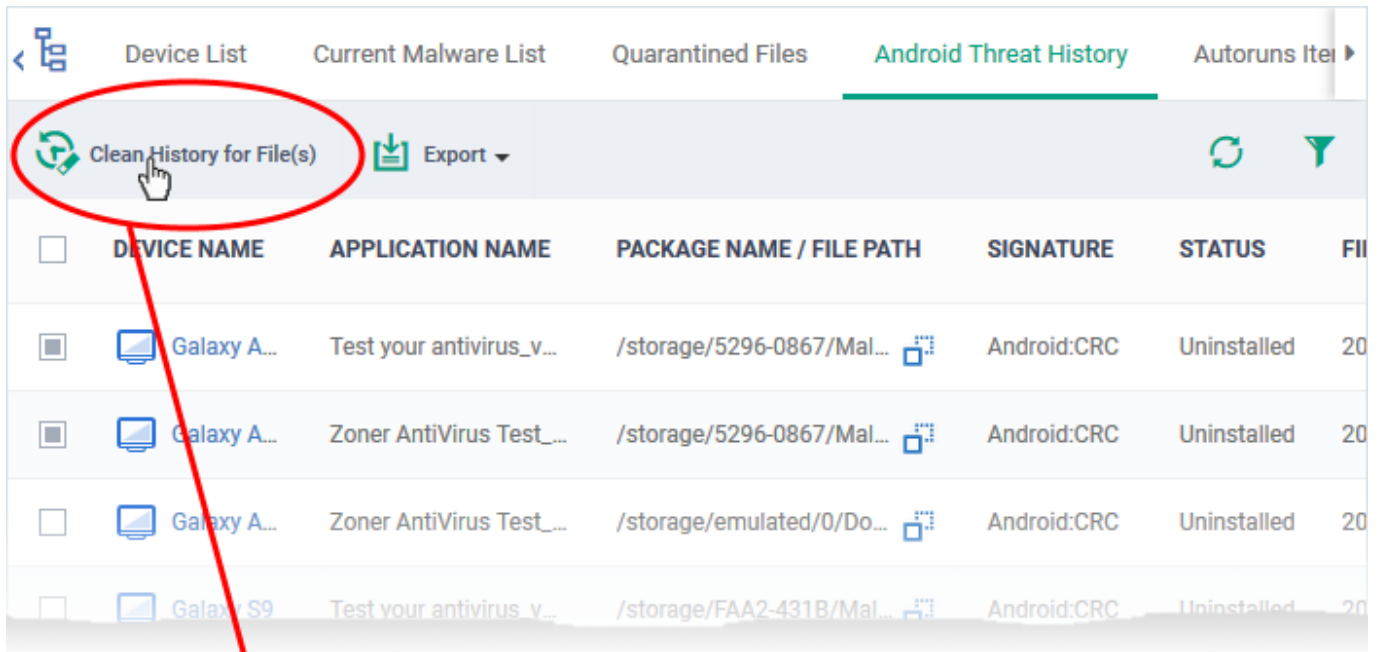 Device List Current Malware List Quarantined Files Android Threat History Autoruns
Clean History for File(s) Export
DEVICE NAME APPLICATION NAME PACKAGE NAME / FILE PATH SIGNATURE STATUS
Galaxy A... Test your antivirus_v... /storage/5296-0867/Mal... Android:CRC Uninstalled 20
Galaxy A... Zoner AntiVirus Test_... /storage/5296-0867/Mal... Android:CRC Uninstalled 20
Galaxy A... Zoner AntiVirus Test_... /storage/emulated/0/Do... Android:CRC Uninstalled 20
Galaxy S9 Test your antivirus_v... /storage/FAA2-431B/Mal... Android:CRC Uninstalled 20